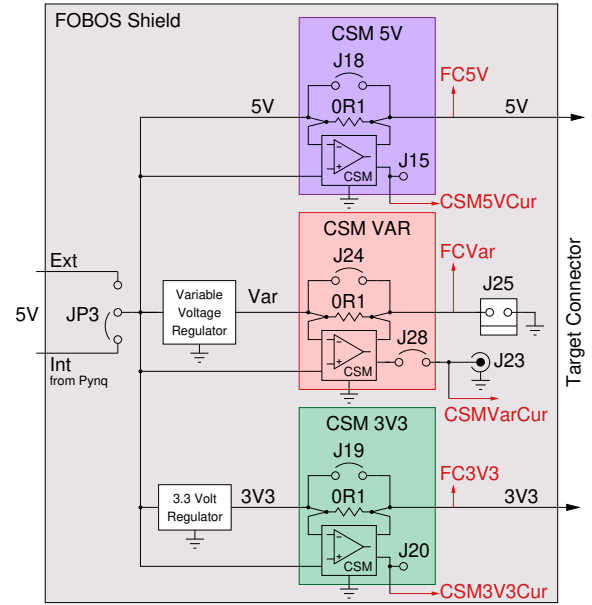 FOBOS Shield
CSM 5V
J18
FC5V
5V
0R1
5V
−
+
CSM
J15
CSM5VCur
CSM VAR
Ext
J24
FCVar
J25
5V
JP3
Variable
Voltage
Regulator
Var
0R1
−
+
CSM
J28
J23
Int
from Pynq
CSMVarCur
Target Connector
CSM 3V3
J19
FC3V3
3.3 Volt
Regulator
3V3
0R1
3V3
−
+
CSM
J20
CSM3V3Cur